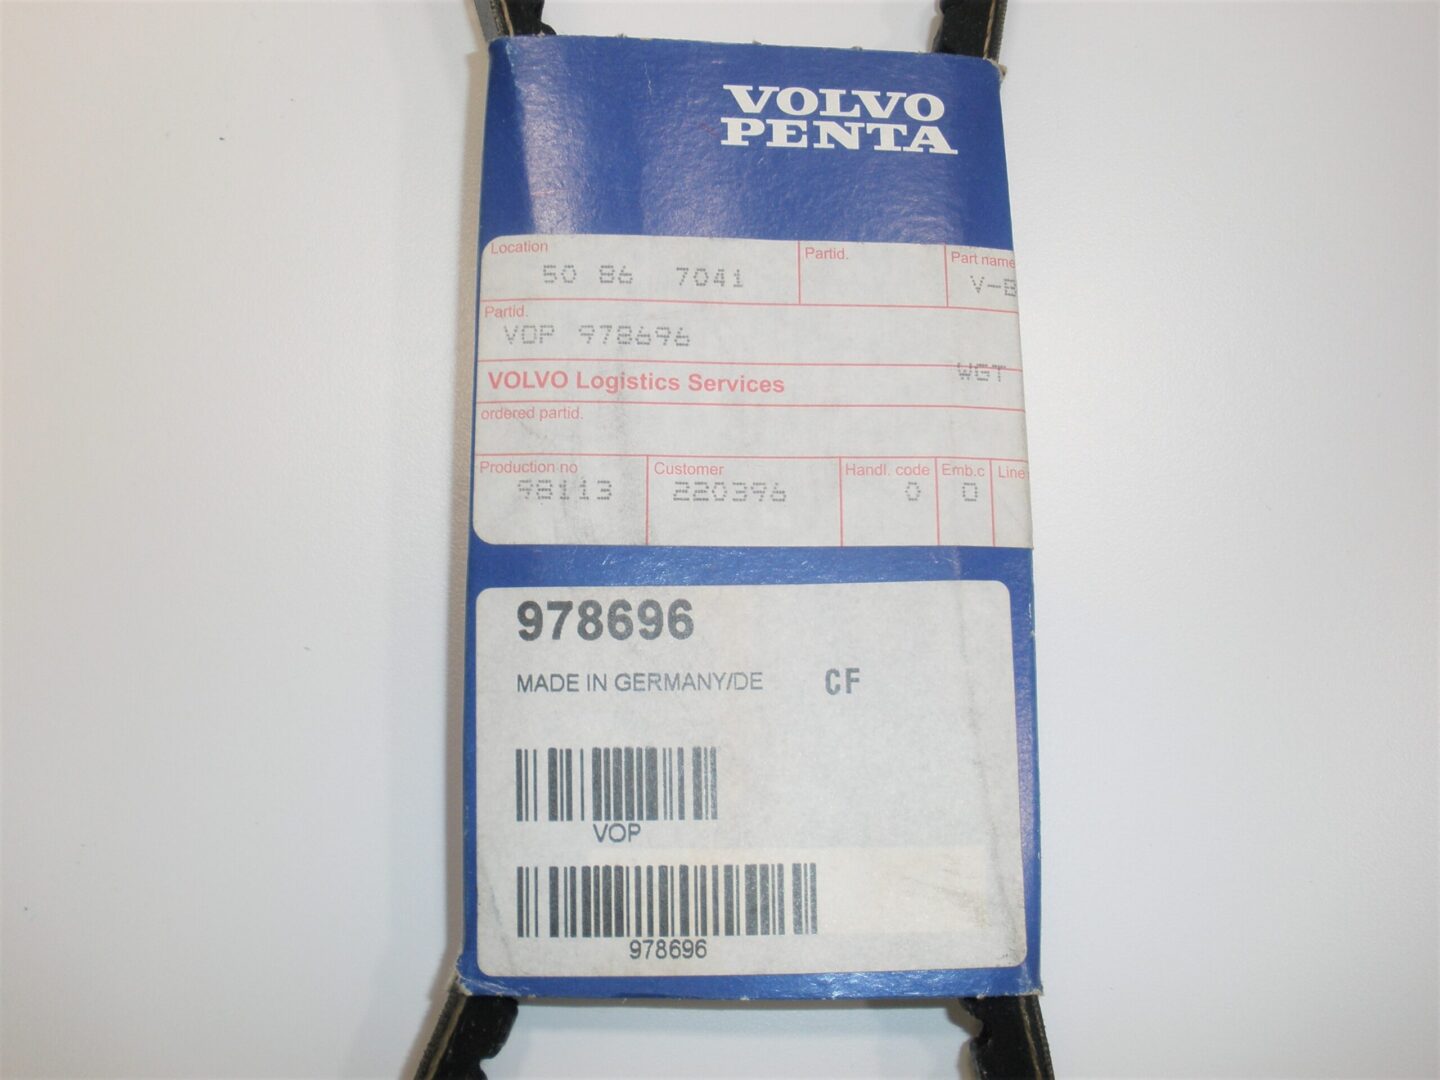 VOLVO
PENTA
Location
50 86 7041
Partid.
Part name
V-B
Partid.
VOP 978696
VOLVO Logistics Services
WGT
ordered partid.
Production no
98113
Customer
220396
Handl. code
0
Emb.c
0
Line
978696
MADE IN GERMANY/DE CF
VOP
978696